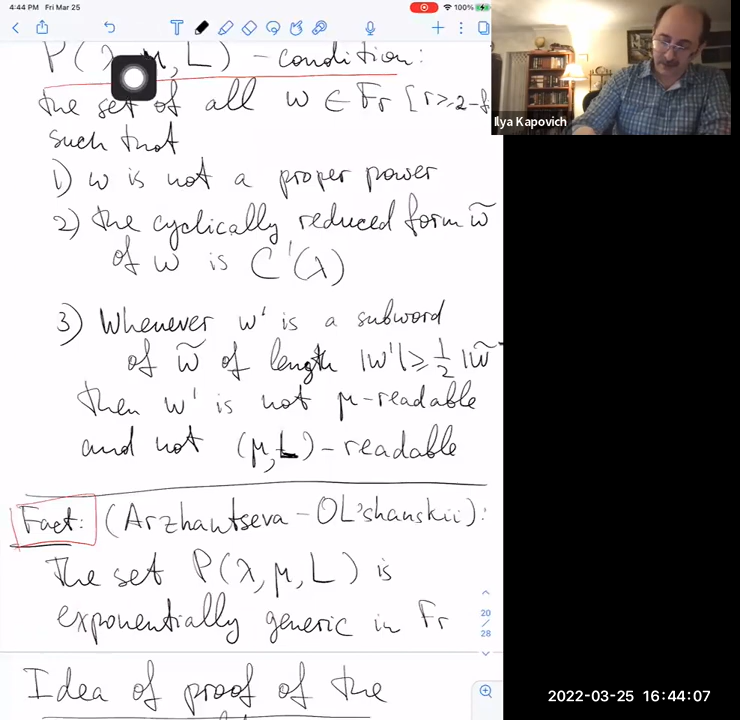 4:44 PM Fri Mar 25
100%
P(λ, μ, L) - condition:
the set of all w ∈ Fr [r ≥ 2 - f
such that
1) w is not a proper power
2) the cyclically reduced form w̃
of w is C'(λ)
3) Whenever w' is a subword
of w̃ of length |w'| ≥ 1/2 |w̃
then w' is not μ-readable
and not (μ, L) - readable
Fact: (Arzhantseva - OL'shanskii):
the set P(λ, μ, L) is
exponentially generic in Fr
Idea of proof of the
20
/
28
Ilya Kapovich
2022-03-25 16:44:07